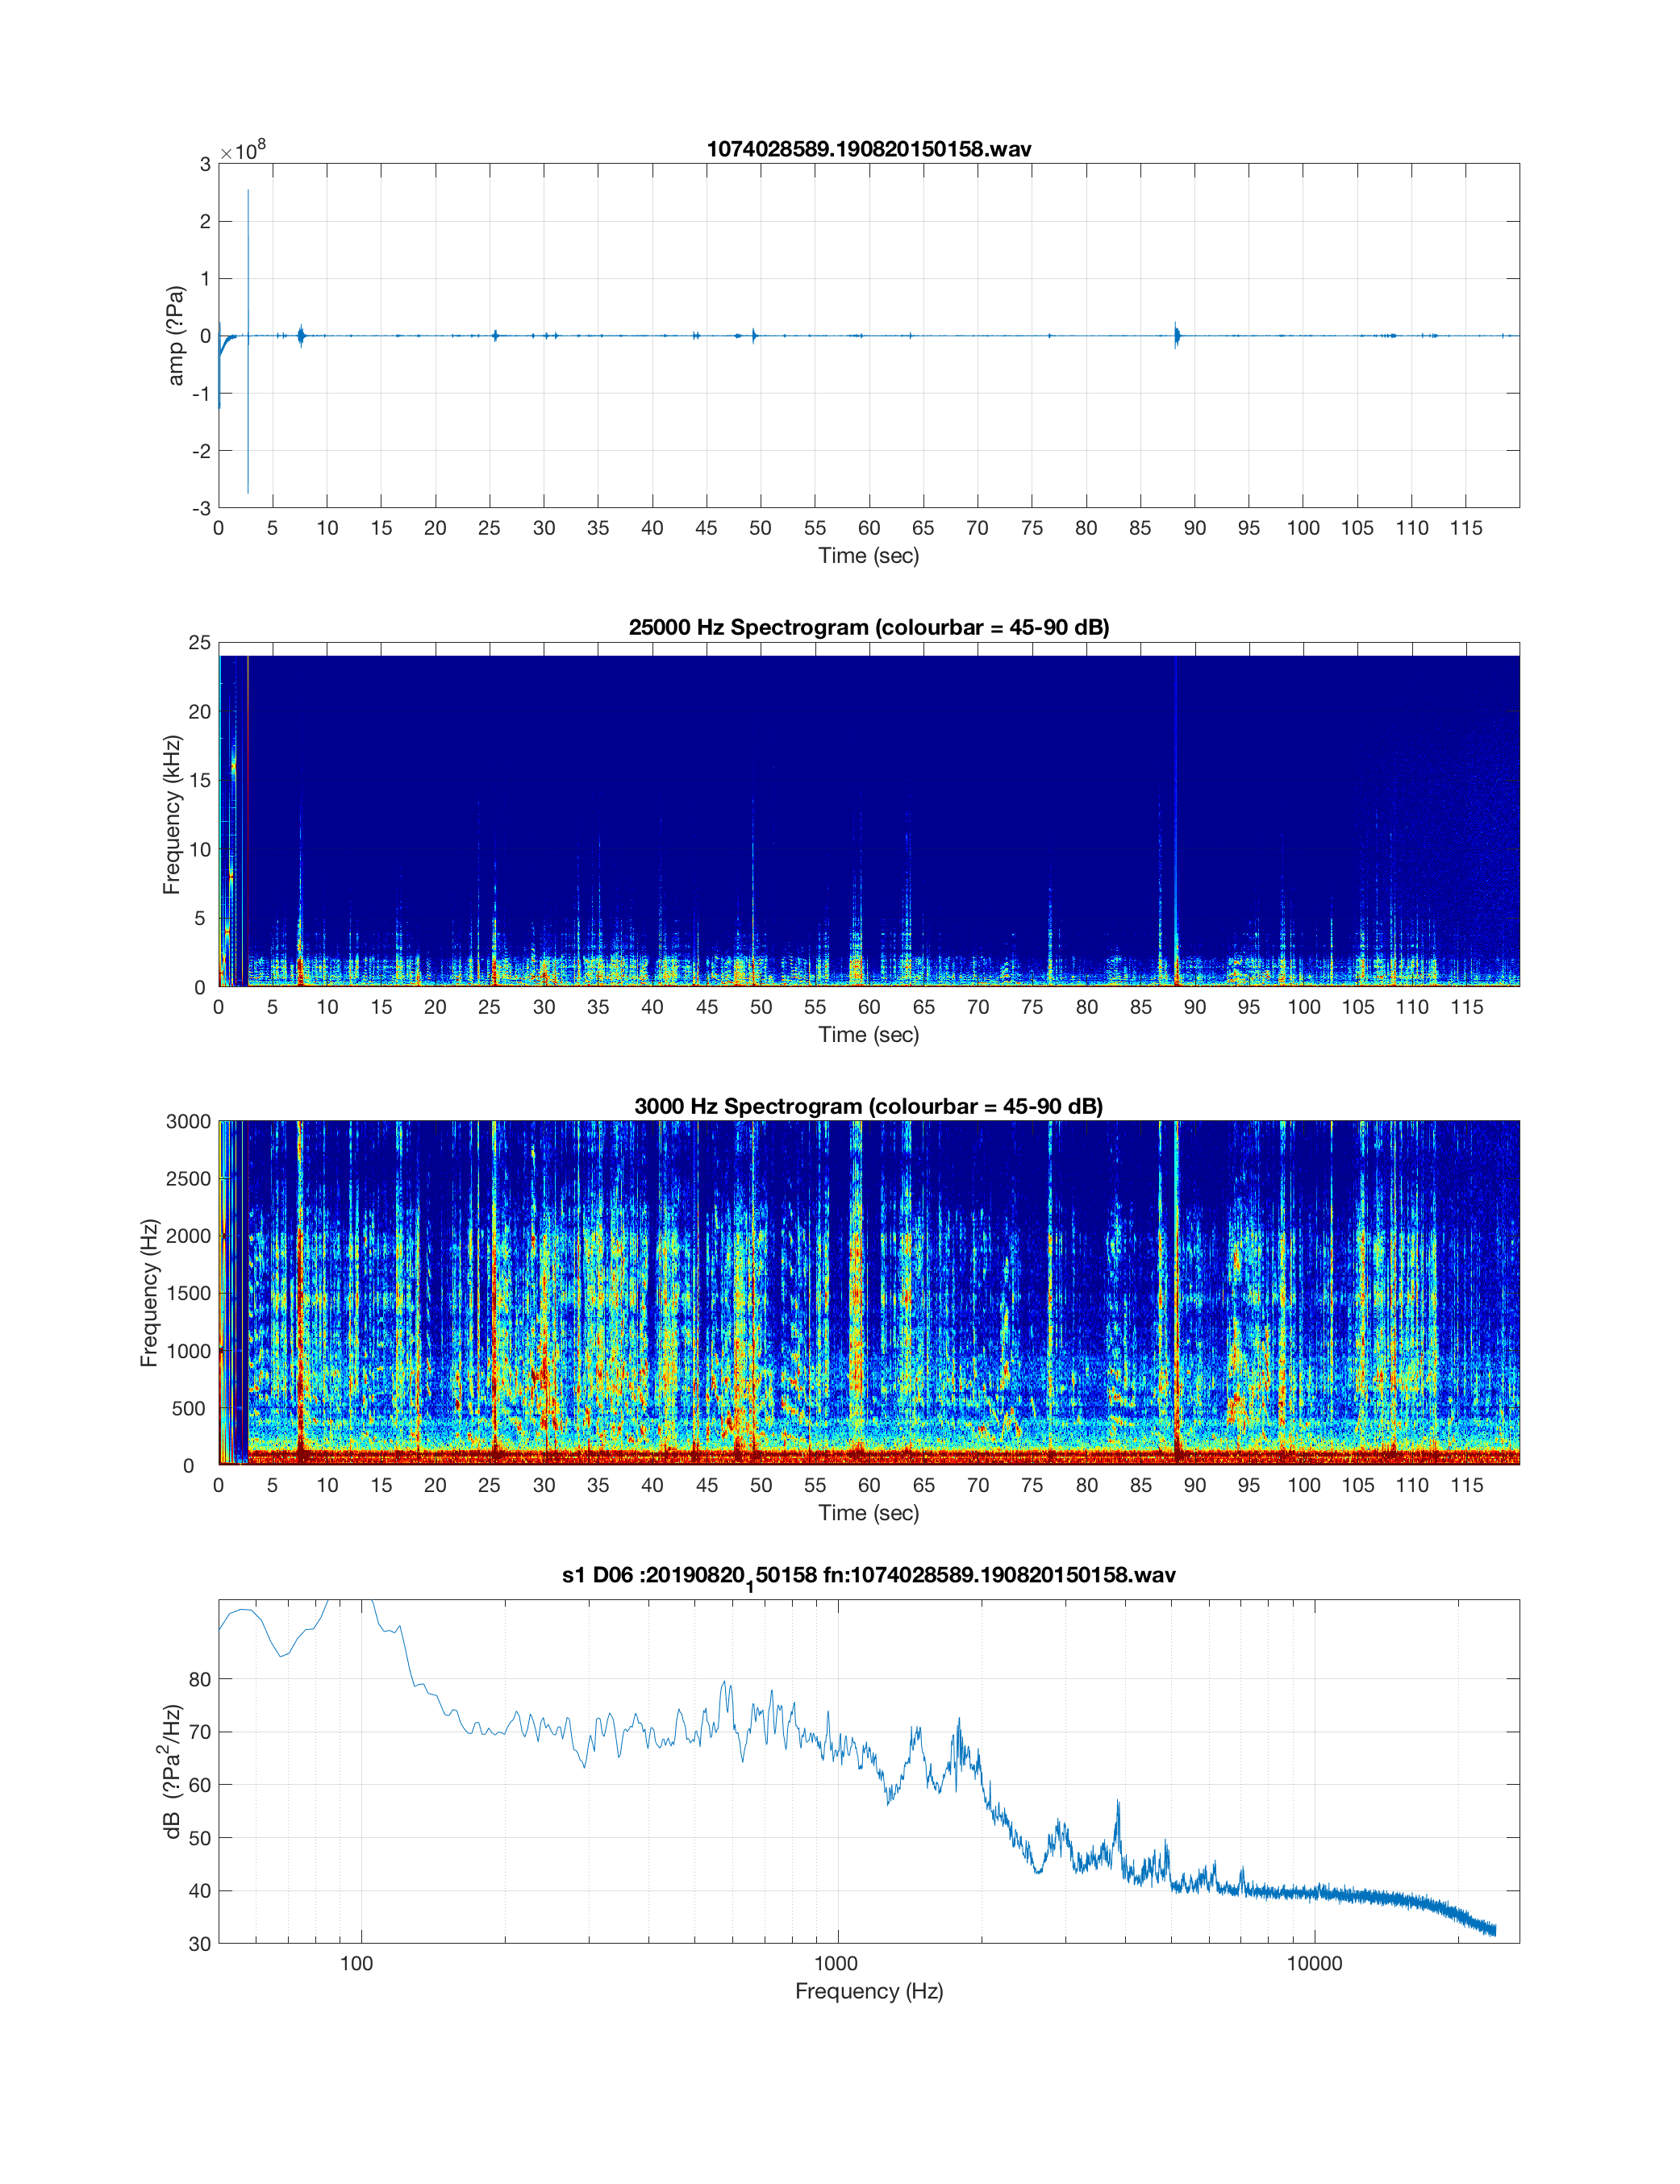 1074028589.190820150158.wav
×10^8
3
2
1
0
-1
-2
-3
amp (?Pa)
0 5 10 15 20 25 30 35 40 45 50 55 60 65 70 75 80 85 90 95 100 105 110 115
Time (sec)
25000 Hz Spectrogram (colourbar = 45-90 dB)
25
20
15
10
5
0
Frequency (kHz)
0 5 10 15 20 25 30 35 40 45 50 55 60 65 70 75 80 85 90 95 100 105 110 115
Time (sec)
3000 Hz Spectrogram (colourbar = 45-90 dB)
3000
2500
2000
1500
1000
500
0
Frequency (Hz)
0 5 10 15 20 25 30 35 40 45 50 55 60 65 70 75 80 85 90 95 100 105 110 115
Time (sec)
s1 D06 :20190820_150158 fn:1074028589.190820150158.wav
80
70
60
50
40
30
dB (?Pa^2/Hz)
100 1000 10000
Frequency (Hz)